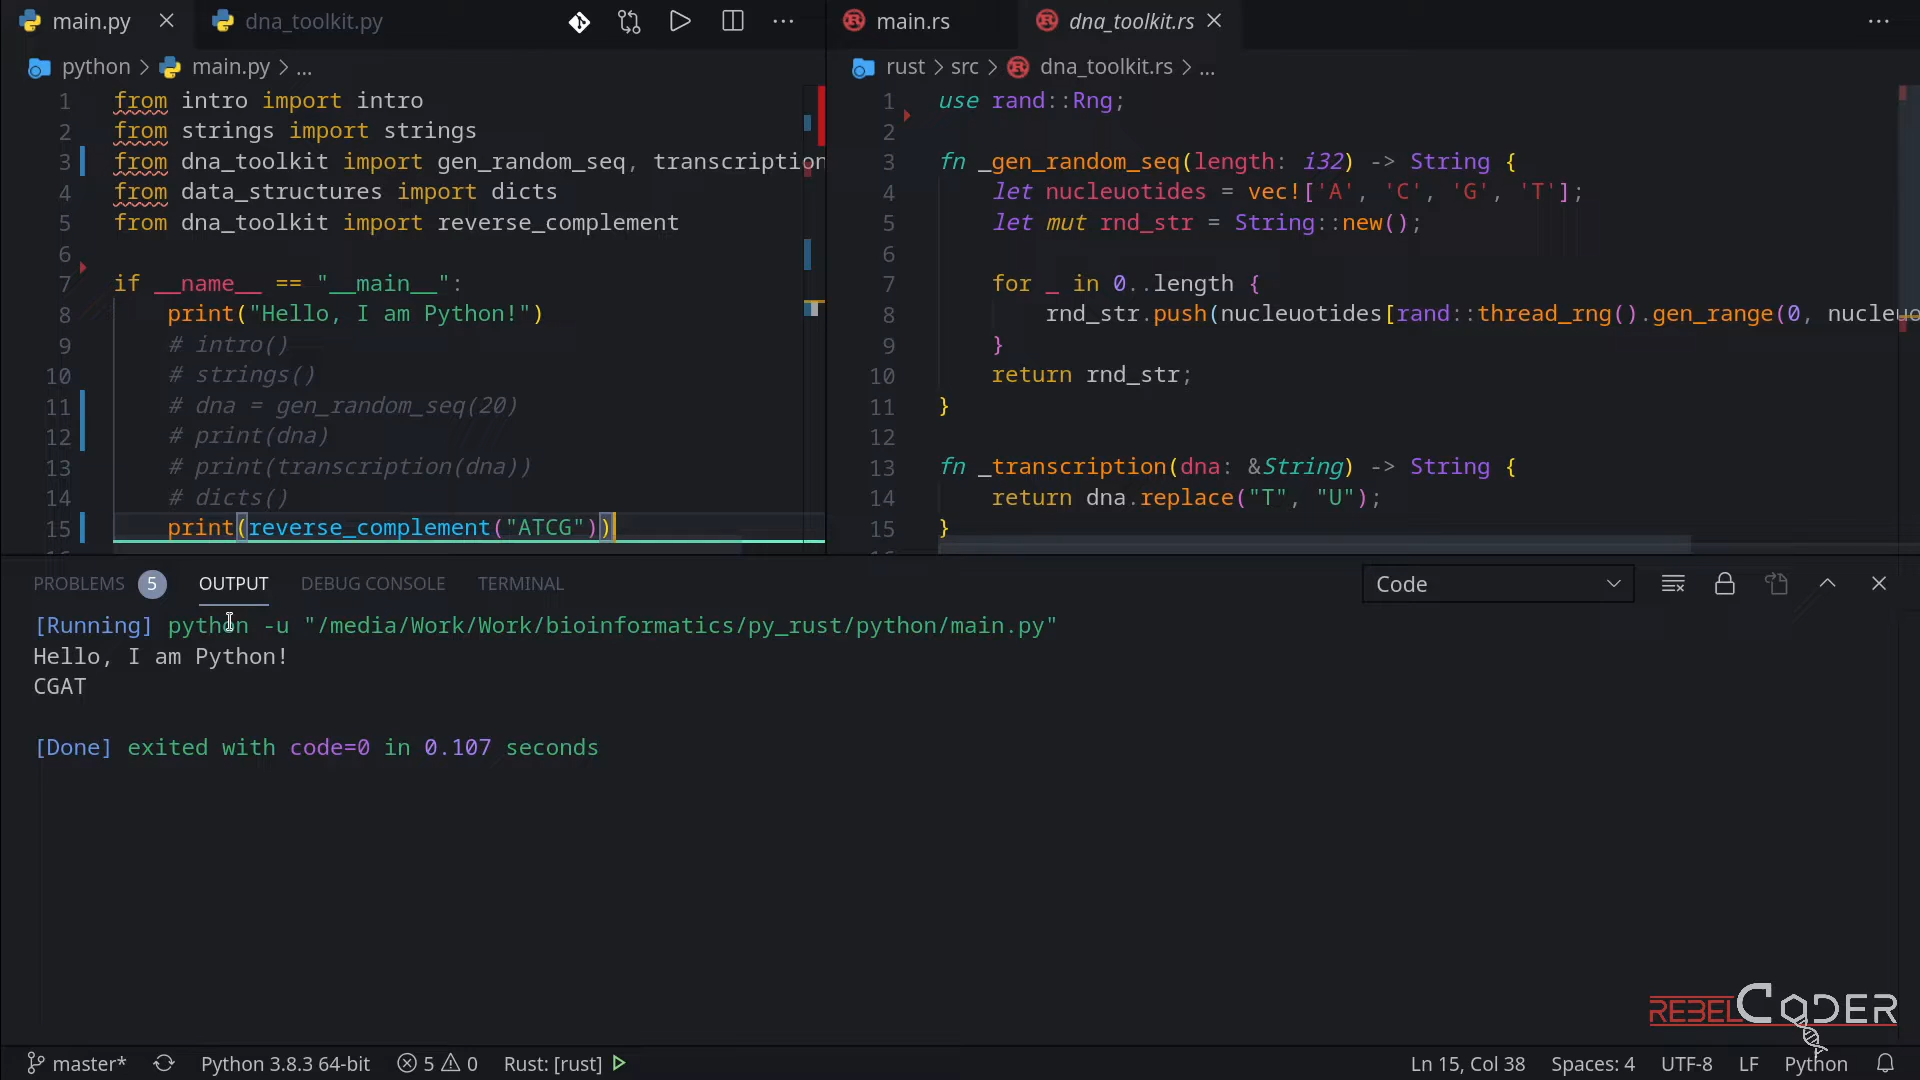 main.py
dna_toolkit.py
python > main.py > ...
1 from intro import intro
2 from strings import strings
3 from dna_toolkit import gen_random_seq, transcription
4 from data_structures import dicts
5 from dna_toolkit import reverse_complement
6
7 if __name__ == "__main__":
8 print("Hello, I am Python!")
9 # intro()
10 # strings()
11 # dna = gen_random_seq(20)
12 # print(dna)
13 # print(transcription(dna))
14 # dicts()
15 print(reverse_complement("ATCG"))
main.rs
dna_toolkit.rs
rust > src > dna_toolkit.rs > ...
1 use rand::Rng;
2
3 fn _gen_random_seq(length: i32) -> String {
4 let nucleuotides = vec!['A', 'C', 'G', 'T'];
5 let mut rnd_str = String::new();
6
7 for _ in 0..length {
8 rnd_str.push(nucleuotides[rand::thread_rng().gen_range(0, nucleuo
9 }
10 return rnd_str;
11 }
12
13 fn _transcription(dna: &String) -> String {
14 return dna.replace("T", "U");
15 }
PROBLEMS 5 OUTPUT DEBUG CONSOLE TERMINAL
Code
[Running] python -u "/media/Work/Work/bioinformatics/py_rust/python/main.py"
Hello, I am Python!
CGAT
[Done] exited with code=0 in 0.107 seconds
REBELCODER
master* Python 3.8.3 64-bit 5 0 Rust: [rust] Ln 15, Col 38 Spaces: 4 UTF-8 LF Python